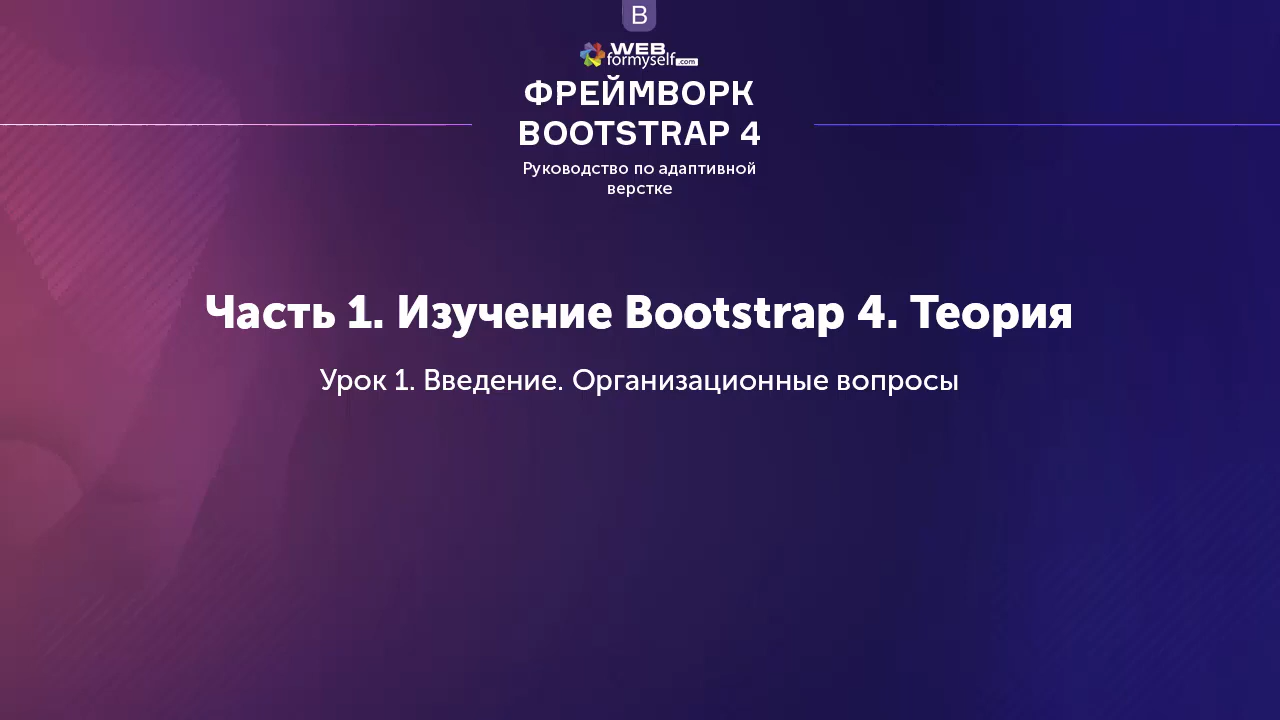 B
WEB
formyself.com
ФРЕЙМВОРК
BOOTSTRAP 4
Руководство по адаптивной
верстке
Часть 1. Изучение Bootstrap 4. Теория
Урок 1. Введение. Организационные вопросы